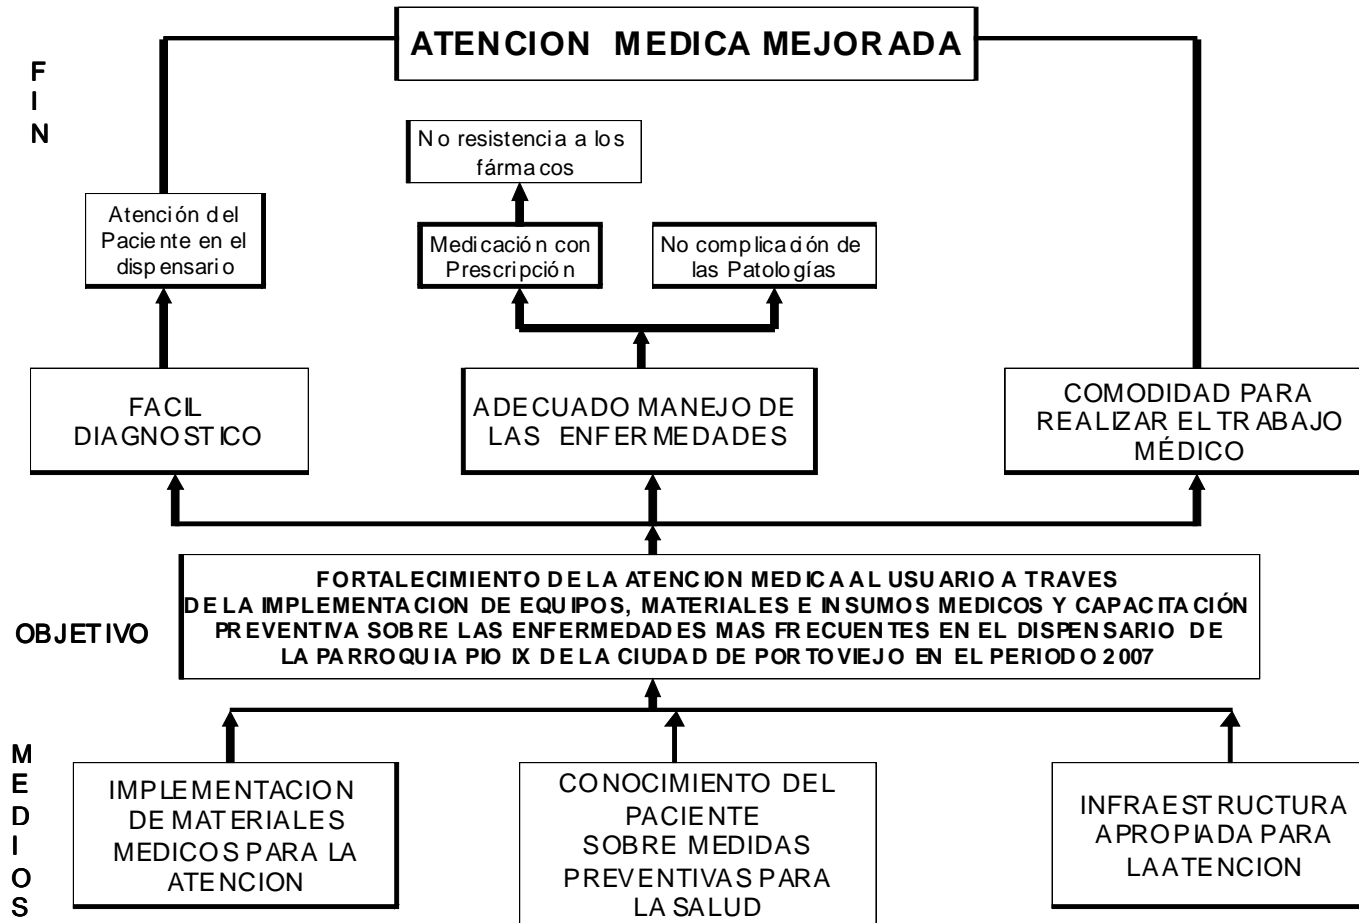 ATENCION MEDICA MEJORADA
FIN
No resistencia a los
fármacos
Atención del
Paciente en el
dispensario
Medicación con
Prescripción
No complicación de
las Patologías
FACIL
DIAGNOSTICO
ADECUADO MANEJO DE
LAS ENFERMEDADES
COMODIDAD PARA
REALIZAR EL TRABAJO
MÉDICO
OBJETIVO
FORTALECIMIENTO DE LA ATENCION MEDICA AL USUARIO A TRAVES
DE LA IMPLEMENTACION DE EQUIPOS, MATERIALES E INSUMOS MEDICOS Y CAPACITACIÓN
PREVENTIVA SOBRE LAS ENFERMEDADES MAS FRECUENTES EN EL DISPENSARIO DE
LA PARROQUIA PIO IX DE LA CIUDAD DE PORTOVIEJO EN EL PERIODO 2007
MEDIOS
IMPLEMENTACION
DE MATERIALES
MEDICOS PARA LA
ATENCION
CONOCIMIENTO DEL
PACIENTE
SOBRE MEDIDAS
PREVENTIVAS PARA
LA SALUD
INFRAESTRUCTURA
APROPIADA PARA
LA ATENCION